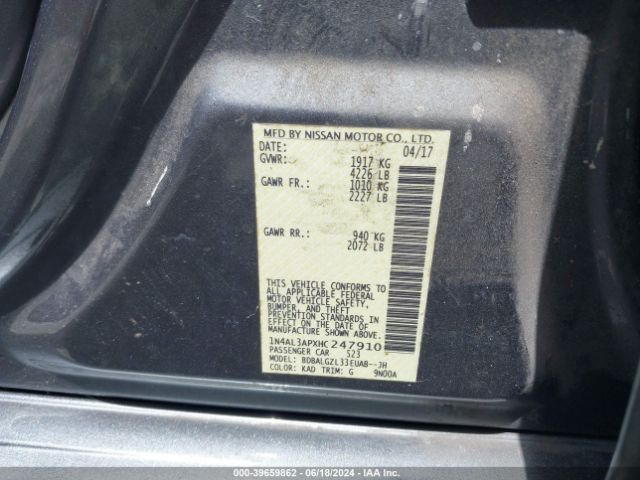 MFD BY NISSAN MOTOR CO., LTD.
DATE: 04/17
GVWR: 1917 KG
4226 LB
GAWR FR.: 1010 KG
2227 LB
GAWR RR.: 940 KG
2072 LB
THIS VEHICLE CONFORMS TO
ALL APPLICABLE FEDERAL
MOTOR VEHICLE SAFETY,
BUMPER, AND THEFT
PREVENTION STANDARDS IN
EFFECT ON THE DATE OF
MANUFACTURE SHOWN ABOVE.
1N4AL3APXHC247910
PASSENGER CAR 523
MODEL: BDBALGZL33EUAB--JH
COLOR: KAD TRIM: G 9N00A
000-39659862 - 06/18/2024 - IAA Inc.